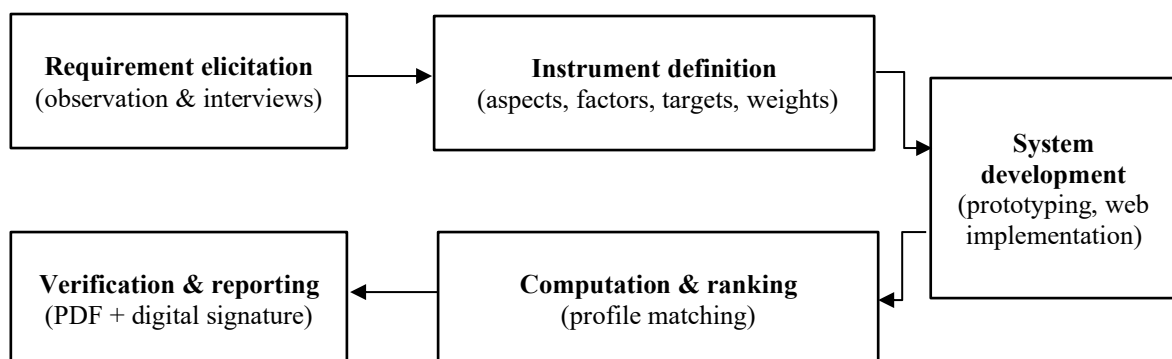 Requirement elicitation
(observation & interviews)
Instrument definition
(aspects, factors, targets, weights)
System
development
(prototyping, web
implementation)
Computation & ranking
(profile matching)
Verification & reporting
(PDF + digital signature)